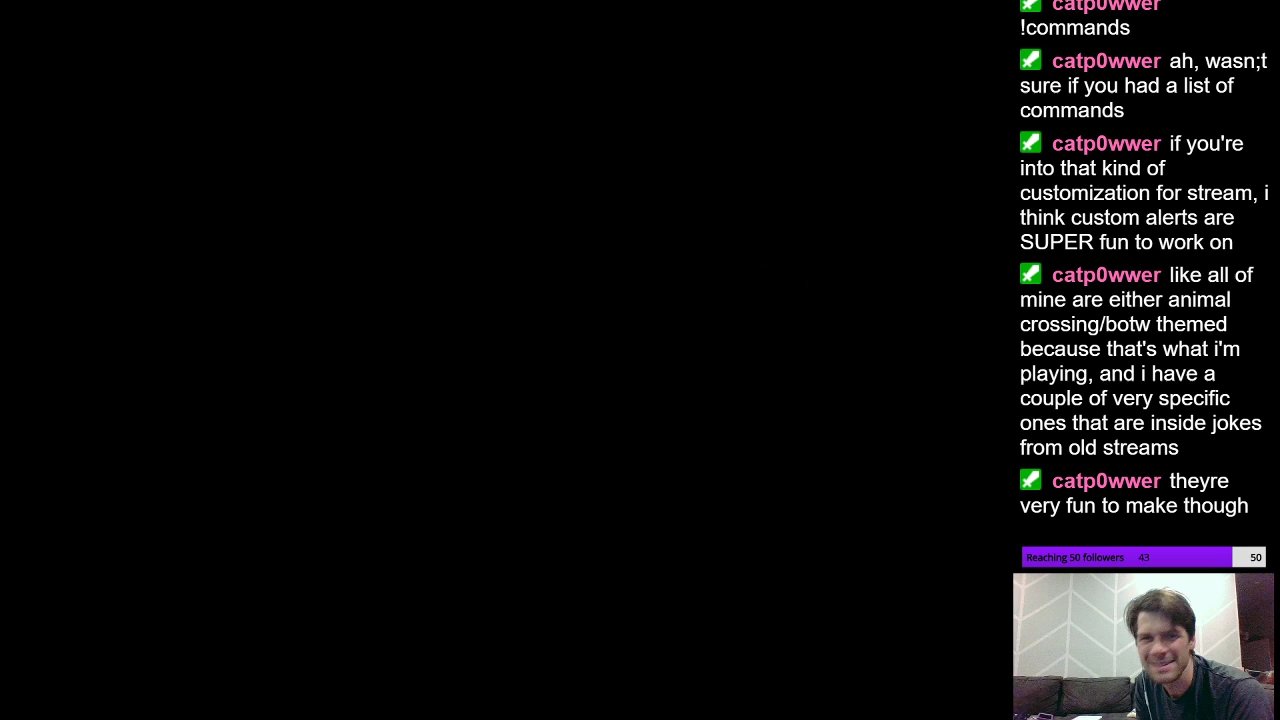 catp0wwer
!commands
catp0wwer ah, wasn;t
sure if you had a list of
commands
catp0wwer if you're
into that kind of
customization for stream, i
think custom alerts are
SUPER fun to work on
catp0wwer like all of
mine are either animal
crossing/botw themed
because that's what i'm
playing, and i have a
couple of very specific
ones that are inside jokes
from old streams
catp0wwer theyre
very fun to make though
Reaching 50 followers 43 50